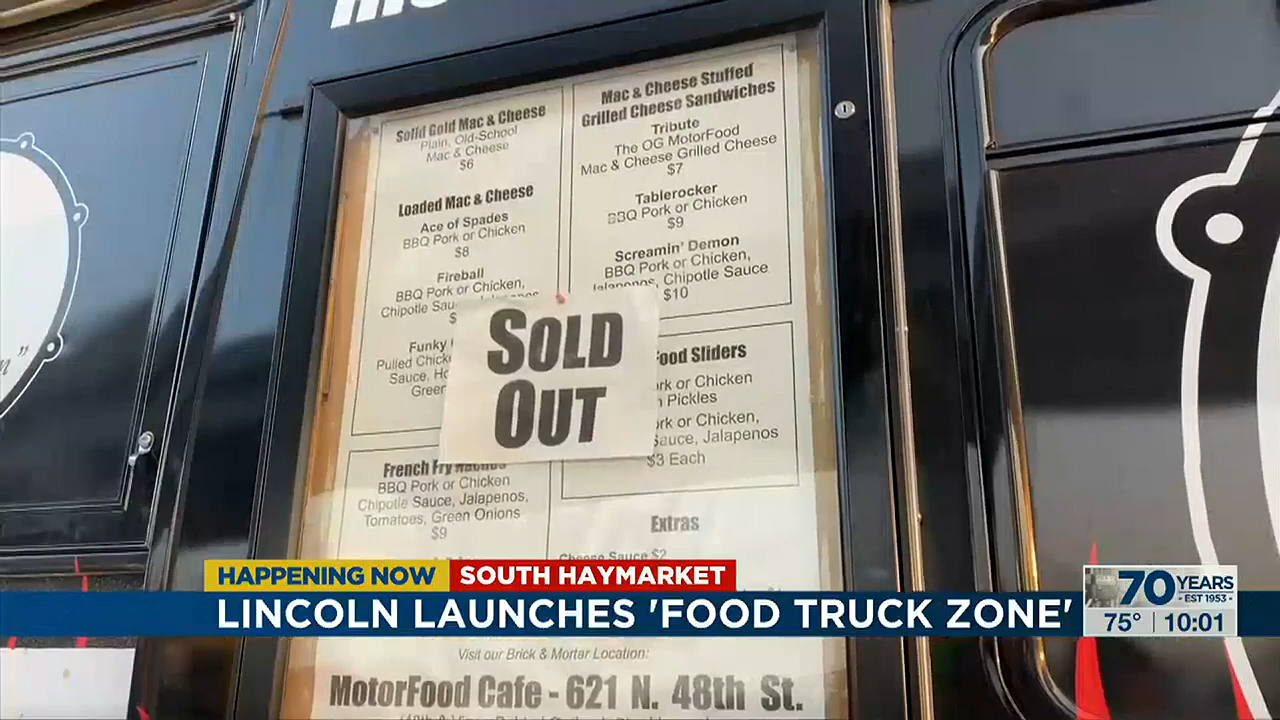 Solid Gold Mac & Cheese
Plain, Old-School
Mac & Cheese
$6
Loaded Mac & Cheese
Ace of Spades
BBQ Pork or Chicken
$8
Fireball
BBQ Pork or Chicken,
Chipotle
$
Funky
Pulled
Sauce,
Green
French Fry
BBQ Pork or Chicken
Chipotle Sauce, Jalapenos,
Tomatoes, Green Onions
$9
Mac & Cheese Stuffed
Grilled Cheese Sandwiches
Tribute
The OG MotorFood
Mac & Cheese Grilled Cheese
$7
Tablerocker
BBQ Pork or Chicken
$9
Screamin' Demon
BBQ Pork or Chicken,
Jalapenos, Chipotle Sauce
$10
SOLD
OUT
Food Sliders
or Chicken
Pickles
or Chicken,
Sauce, Jalapenos
$3 Each
Extras
Cheese Sauce $2
HAPPENING NOW
SOUTH HAYMARKET
LINCOLN LAUNCHES 'FOOD TRUCK ZONE'
70 YEARS
- EST 1953 -
75° 10:01
Visit our Brick & Mortar Location:
MotorFood Cafe - 621 N. 48th St.